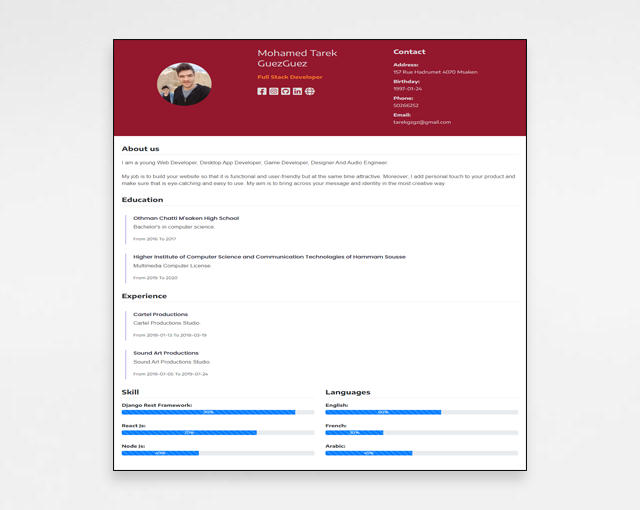 Mohamed Tarek
GuezGuez
Full Stack Developer
Contact
Address:
157 Rue Hadrumet 4070 Msaken
Birthday:
1997-01-24
Phone:
50266252
Email:
tarekgzgz@gmail.com
About us
I am a young Web Developer, Desktop App Developer, Game Developer, Designer And Audio Engineer
My job is to build your website so that it is functional and user-friendly but at the same time attractive. Moreover, I add personal touch to your product and
make sure that is eye-catching and easy to use. My aim is to bring across your message and identity in the most creative way
Education
Othman Chatti M'saken High School
Bachelor's in computer science.
From 2016 To 2017
Higher Institute of Computer Science and Communication Technologies of Hammam Sousse
Multimedia Computer License
From 2019 To 2020
Experience
Cartel Productions
Cartel Productions Studio
From 2018-01-13 To 2018-03-19
Sound Art Productions
Sound Art Productions Studio
To 2019-07-24
Skill
Django Rest Framework:
90%
React Js:
70%
Node Js:
40%
Languages
English:
60%
French:
30%
Arabic:
45%